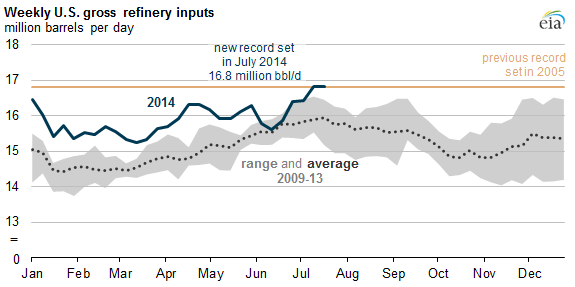 Weekly U.S. gross refinery inputs
million barrels per day
eia
18
17
16
15
14
13
=
0
new record set
in July 2014
16.8 million bbl/d
previous record
set in 2005
2014
range and average
2009-13
Jan Feb Mar Apr May Jun Jul Aug Sep Oct Nov Dec